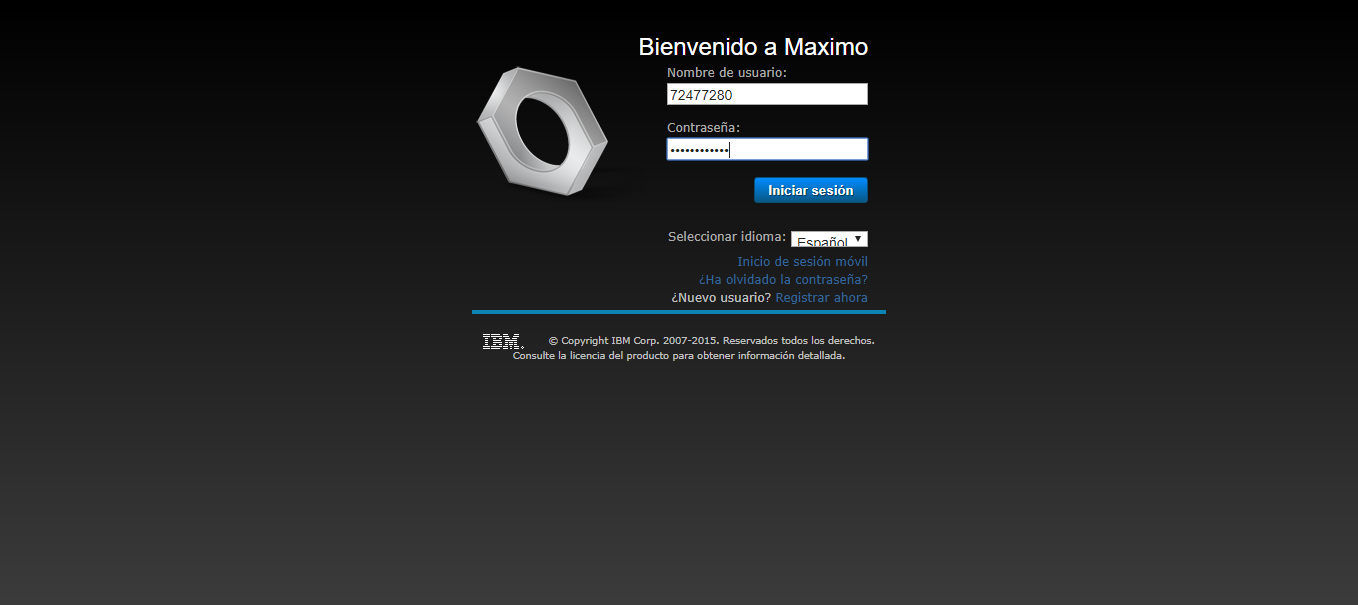 Bienvenido a Maximo
Nombre de usuario:
72477280
Contraseña:
••••••••••••
Iniciar sesión
Seleccionar idioma: Español
Inicio de sesión móvil
¿Ha olvidado la contraseña?
¿Nuevo usuario? Registrar ahora
IBM. © Copyright IBM Corp. 2007-2015. Reservados todos los derechos.
Consulte la licencia del producto para obtener información detallada.